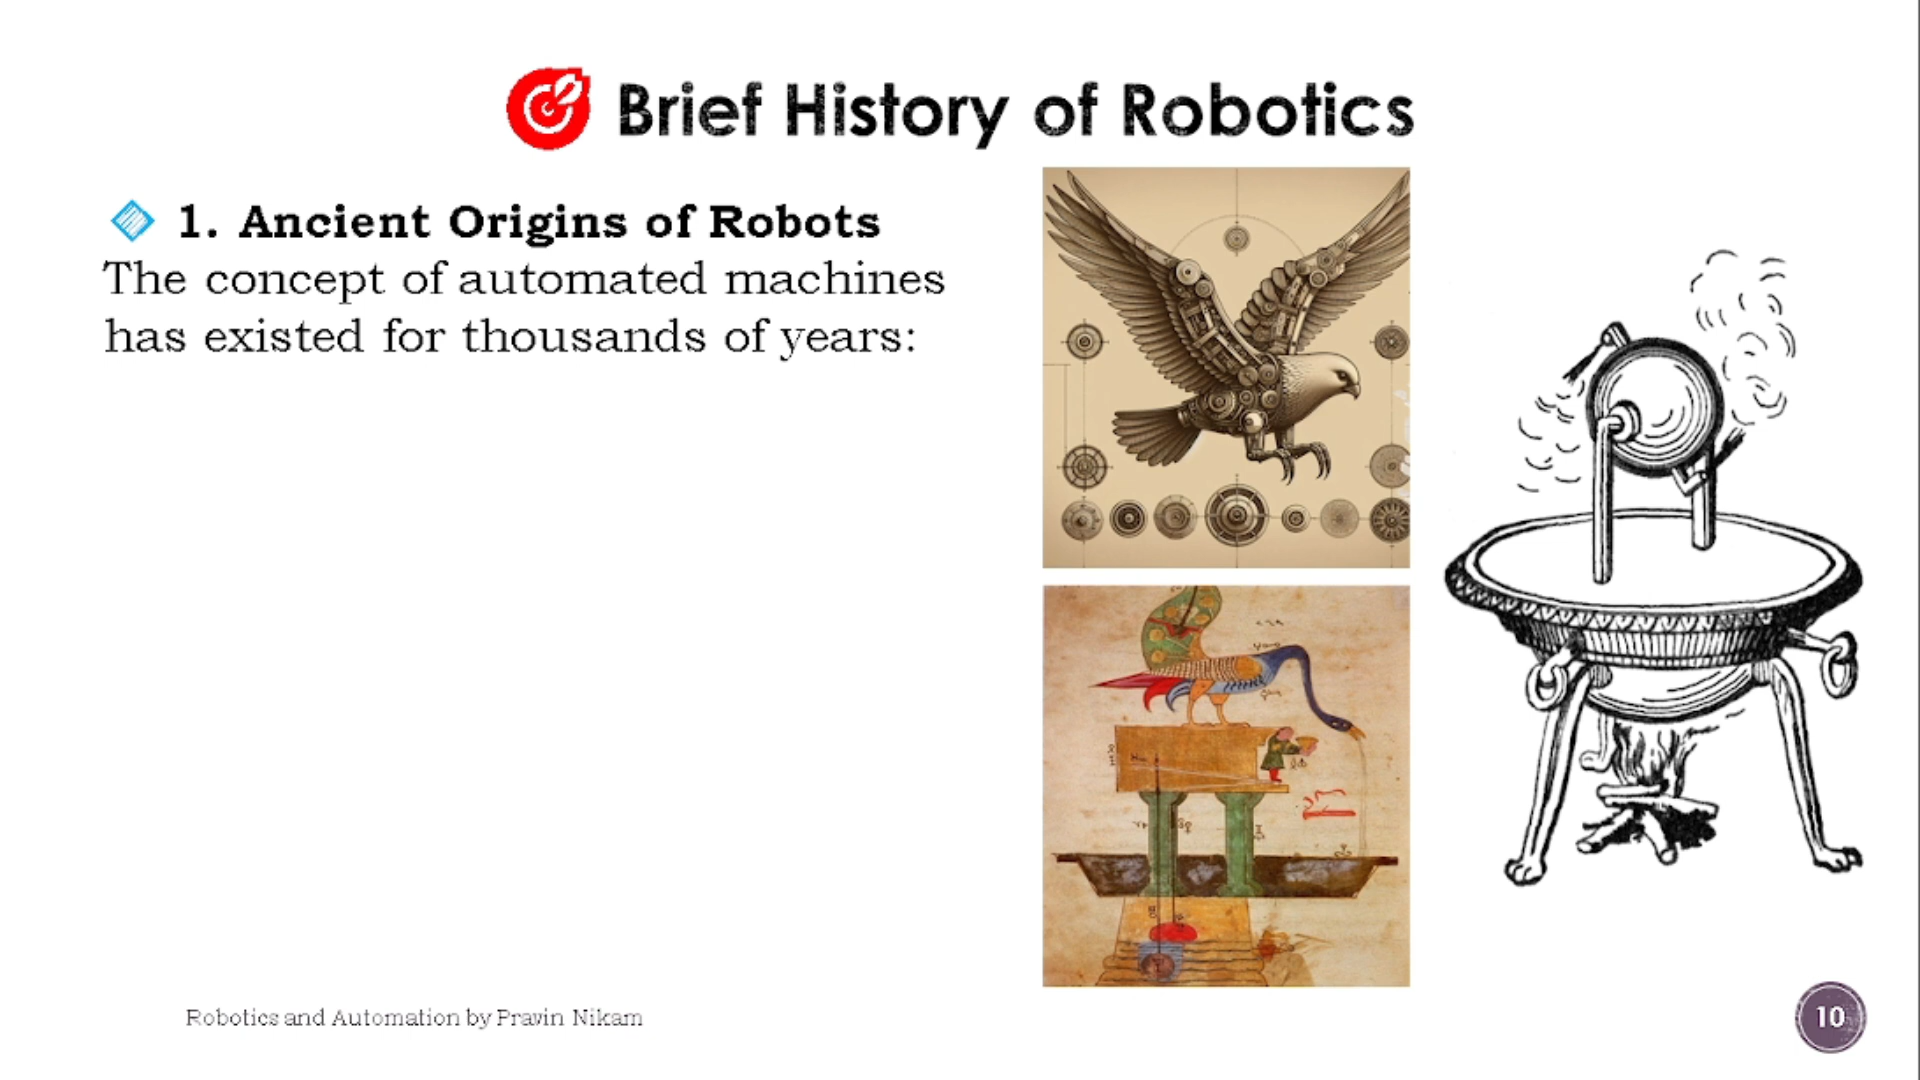 Brief History of Robotics
1. Ancient Origins of Robots
The concept of automated machines
has existed for thousands of years:
Robotics and Automation by Pravin Nikam
10